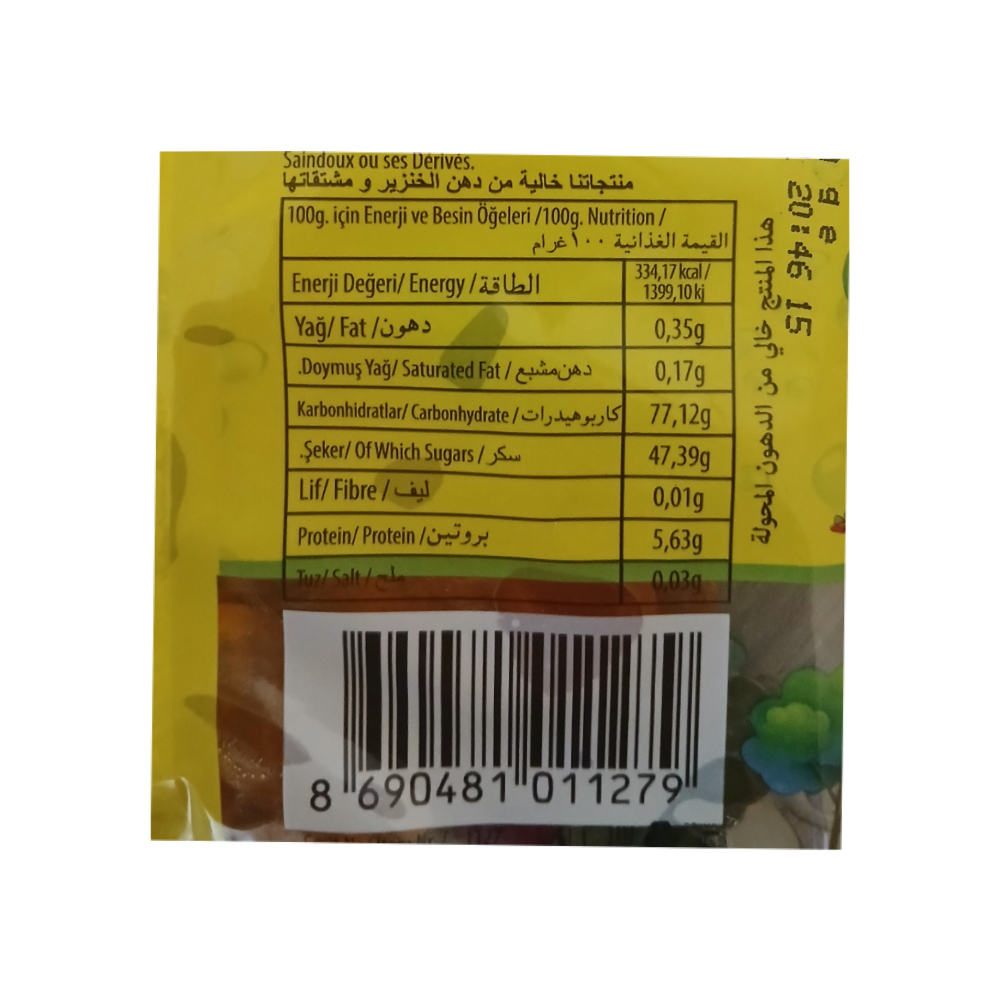 Saindoux ou ses Dérivés.
منتجاتنا خالية من دهن الخنزير و مشتقاتها
100g. için Enerji ve Besin Öğeleri /100g. Nutrition /
القيمة الغذائية ١٠٠غرام
Enerji Değeri/ Energy /الطاقة
334,17 kcal /
1399,10 kj
Yağ/ Fat /دهون
0,35g
.Doymuş Yağ/ Saturated Fat / دهن مشبع
0,17g
Karbonhidratlar/ Carbonhydrate /كاربوهيدرات
77,12g
.Şeker/ Of Which Sugars / سكر
47,39g
Lif/ Fibre / ليف
0,01g
Protein/ Protein /بروتين
5,63g
Tuz/ Salt / ملح
0,03g
8 690481 011279
هذا المنتج خالي من الدهون المحولة
20:46 15